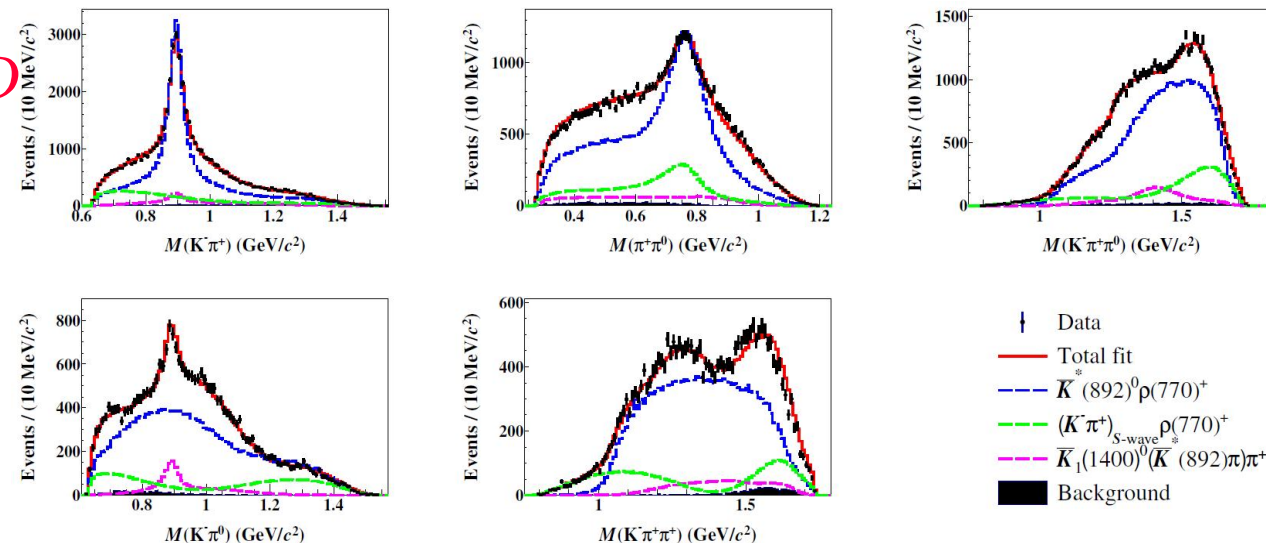 D
Events / (10 MeV/c²)
3000
2000
1000
0
0.6 0.8 1 1.2 1.4
M(K⁻π⁺) (GeV/c²)
Events / (10 MeV/c²)
1000
500
0
0.4 0.6 0.8 1 1.2
M(π⁺π⁰) (GeV/c²)
Events / (10 MeV/c²)
1500
1000
500
0
1 1.5
M(K⁻π⁺π⁰) (GeV/c²)
Events / (10 MeV/c²)
800
600
400
200
0
0.6 0.8 1 1.2 1.4
M(K⁻π⁰) (GeV/c²)
Events / (10 MeV/c²)
600
400
200
0
1 1.5
M(K⁻π⁺π⁺) (GeV/c²)
Data
Total fit
K̅*(892)⁰ρ(770)⁺
(K⁻π⁺)S-waveρ(770)⁺
K̅₁(1400)⁰(K̅*(892)π)π⁺
Background